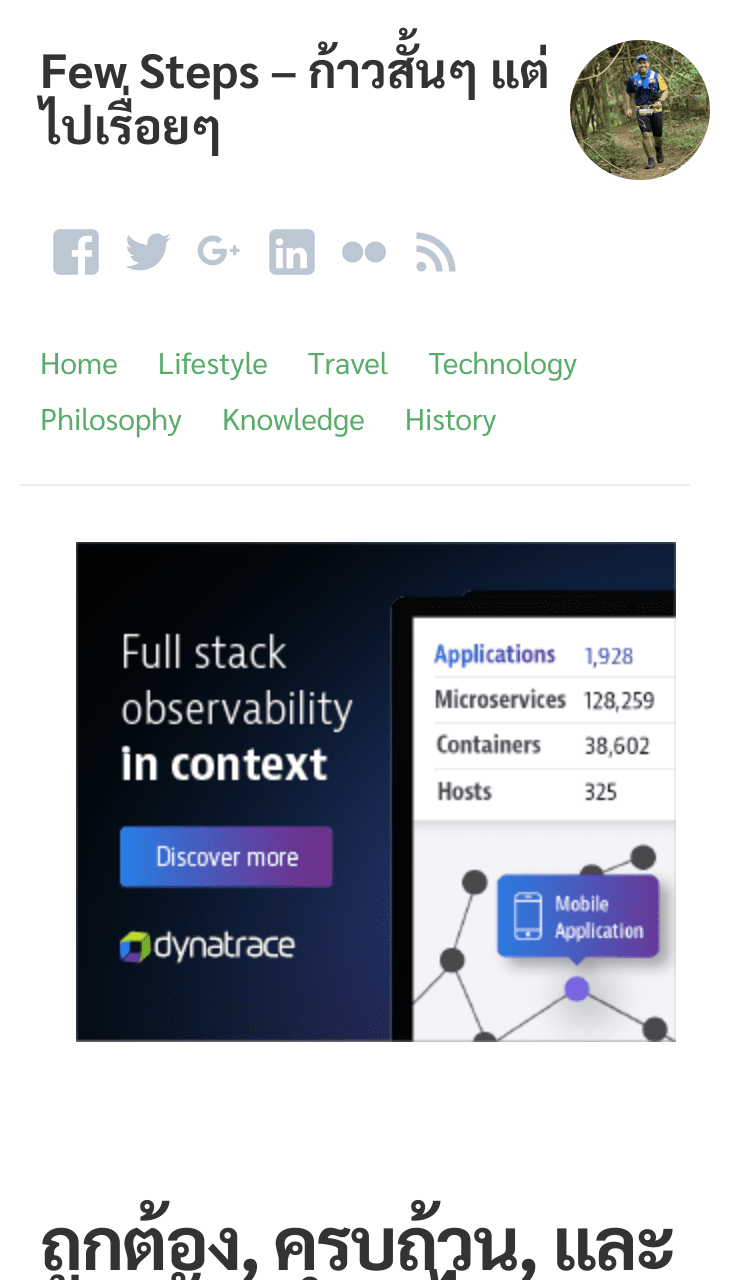 Few Steps – ก้าวสั้นๆ แต่
ไปเรื่อยๆ
Home Lifestyle Travel Technology
Philosophy Knowledge History
Full stack
observability
in context
Discover more
dynatrace
Applications 1,928
Microservices 128,259
Containers 38,602
Hosts 325
Mobile
Application
ถูกต้อง, ครบถ้วน, และ